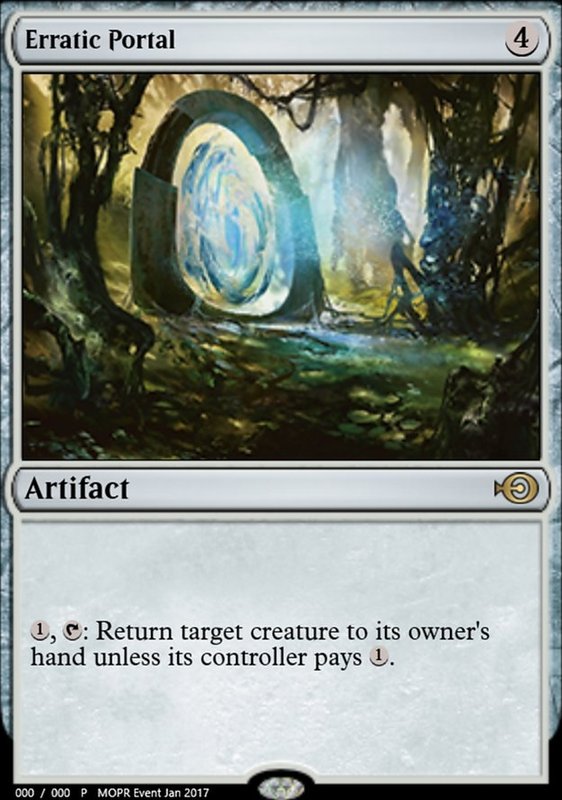 Erratic Portal 4
Artifact
1, T: Return target creature to its owner's
hand unless its controller pays 1.
000 / 000 P MOPR Event Jan 2017